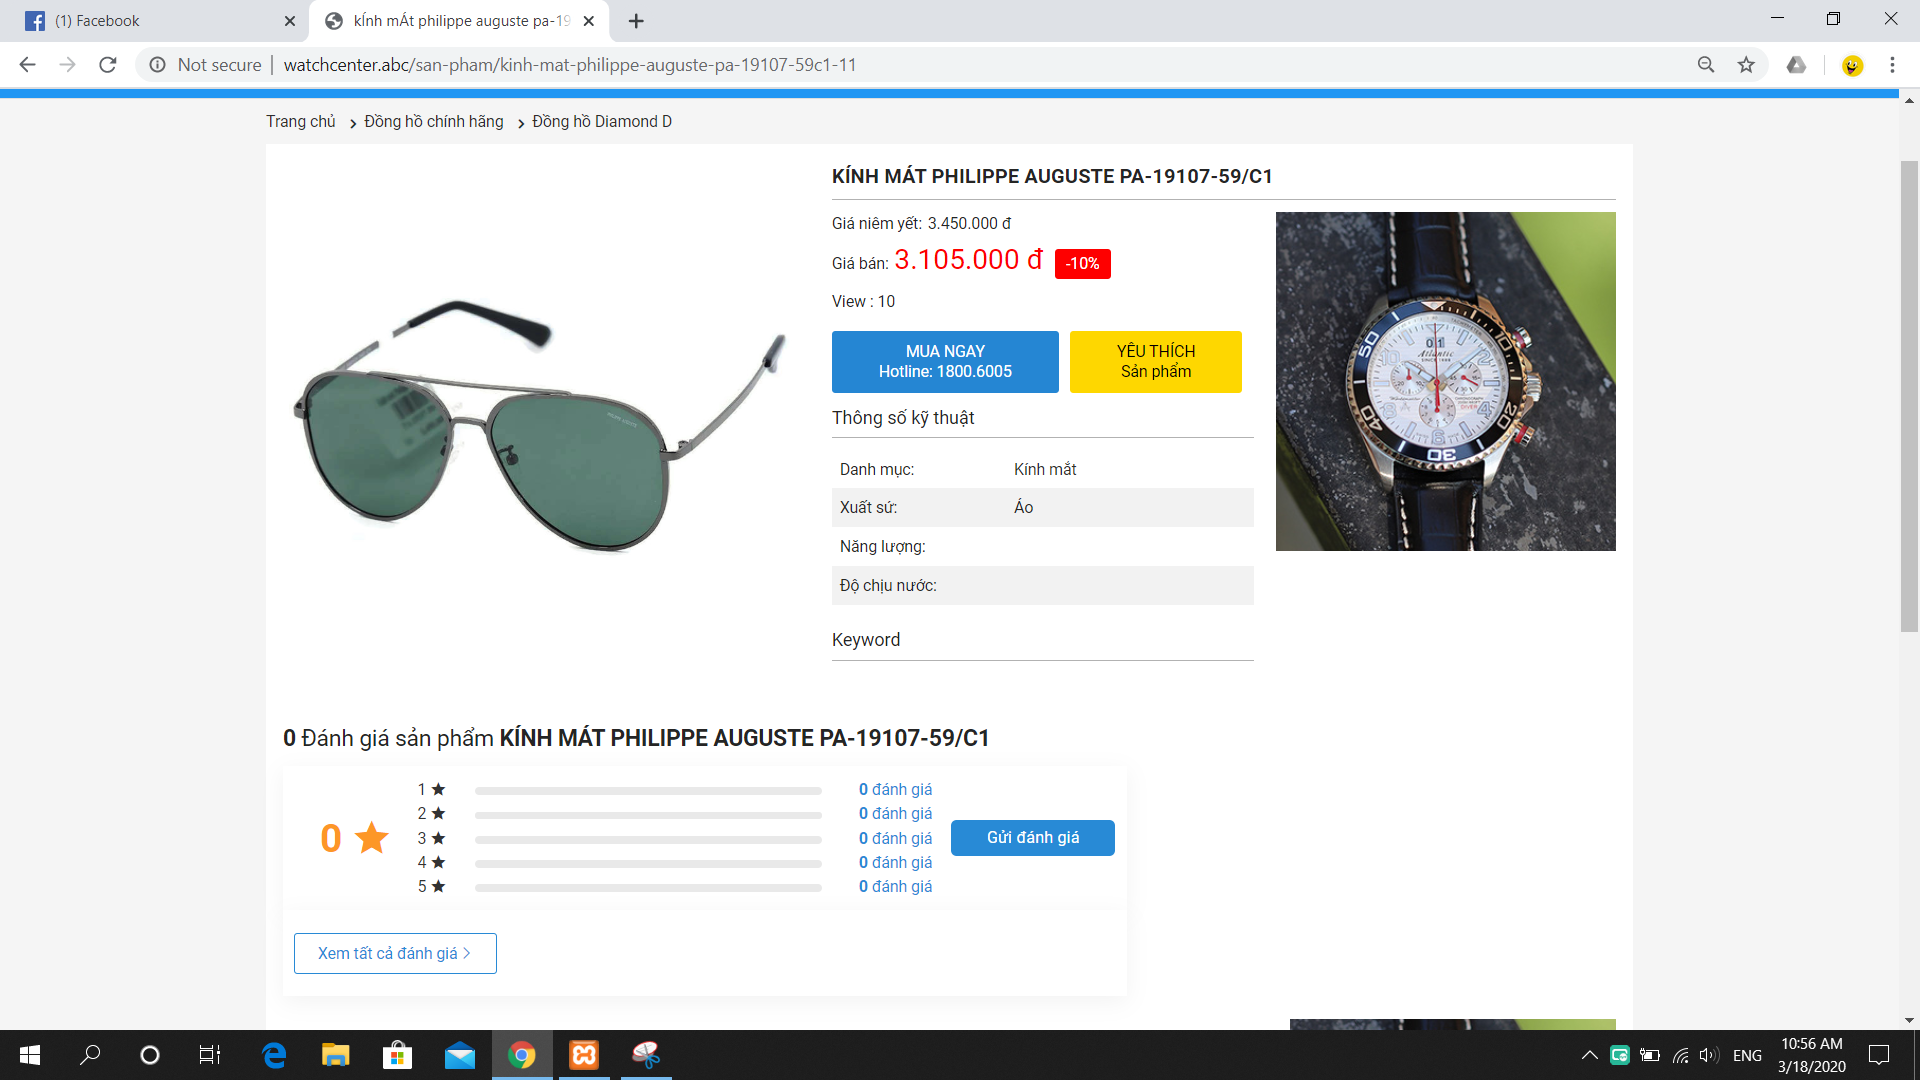 (1) Facebook
kÍnh mÁt philippe auguste pa-19
Not secure
watchcenter.abc/san-pham/kinh-mat-philippe-auguste-pa-19107-59c1-11
Trang chủ > Đồng hồ chính hãng > Đồng hồ Diamond D
KÍNH MÁT PHILIPPE AUGUSTE PA-19107-59/C1
Giá niêm yết: 3.450.000 đ
Giá bán: 3.105.000 đ -10%
View : 10
MUA NGAY
Hotline: 1800.6005
YÊU THÍCH
Sản phẩm
Thông số kỹ thuật
Danh mục: Kính mắt
Xuất sứ: Áo
Năng lượng:
Độ chịu nước:
Keyword
01
Atlantic
50
40
30
20
0 Đánh giá sản phẩm KÍNH MÁT PHILIPPE AUGUSTE PA-19107-59/C1
0
1 ★ 0 đánh giá
2 ★ 0 đánh giá
3 ★ 0 đánh giá
4 ★ 0 đánh giá
5 ★ 0 đánh giá
Gửi đánh giá
Xem tất cả đánh giá >
ENG
10:56 AM
3/18/2020